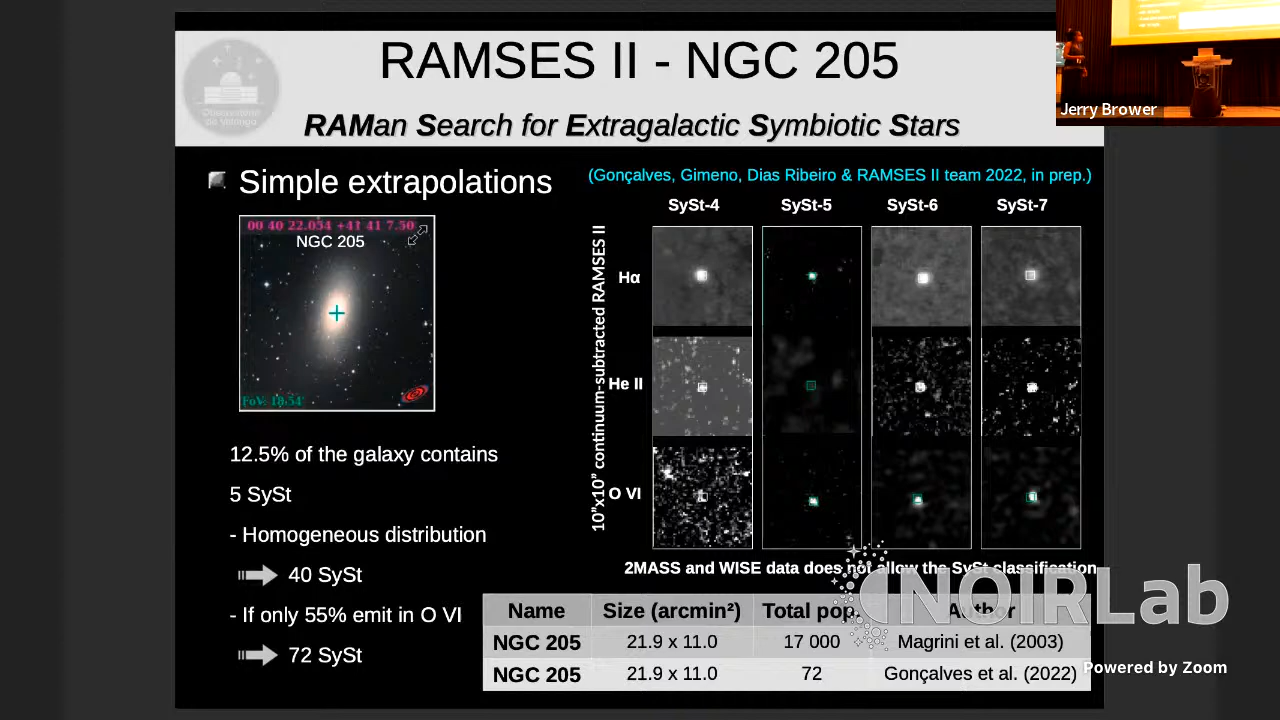 RAMSES II - NGC 205
RAMan Search for Extragalactic Symbiotic Stars
Observatório
do Valongo
Jerry Brower
Simple extrapolations
(Gonçalves, Gimeno, Dias Ribeiro & RAMSES II team 2022, in prep.)
SySt-4 SySt-5 SySt-6 SySt-7
00 40 22.054 +41 41 7.50
NGC 205
FoV: 18.54'
10”x10” continuum-subtracted RAMSES II
Hα
He II
O VI
12.5% of the galaxy contains
5 SySt
- Homogeneous distribution
40 SySt
- If only 55% emit in O VI
72 SySt
2MASS and WISE data does not allow the SySt classification
Name Size (arcmin²) Total pop. Author
NGC 205 21.9 x 11.0 17 000 Magrini et al. (2003)
NGC 205 21.9 x 11.0 72 Gonçalves et al. (2022)
NOIRLab
Powered by Zoom